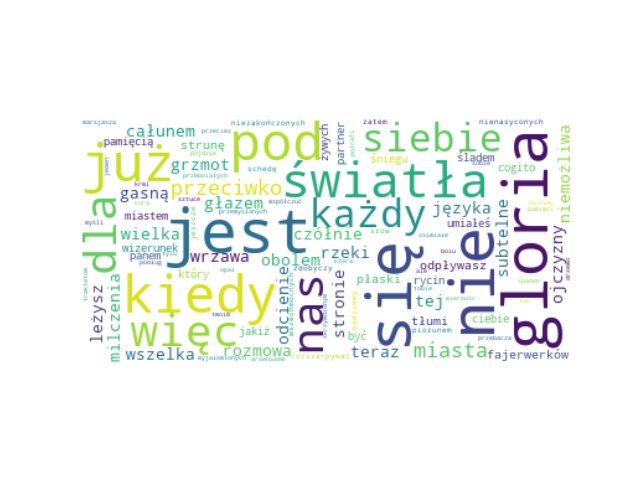 marsjasza
niezakończonych
zatem
nienasyconych
całunem
przecież
pod
żywych
partner
siebie
gloria
niemożliwa
pamięcią
strunę
już
grzmot
śniegu
śladem
cogito
przeciwko
światła
dla
gasną
głazem
każdy
języka
subtelne
ojczyzny
miastem
jest
umiałeś
wielka
czółnie
się
nie
wizerunek
panem
wrzawa
obolem
rzeki
odpływasz
który
zdobyczy
płaski
rycin
leżysz
milczenia
kiedy
odcienie
nas
stronie
tej
więc
jakiż
tłumi
ciebie
być
piołunem
wszelka
rozmowa
rozszarpywać
teraz
miasta
fajerwerków